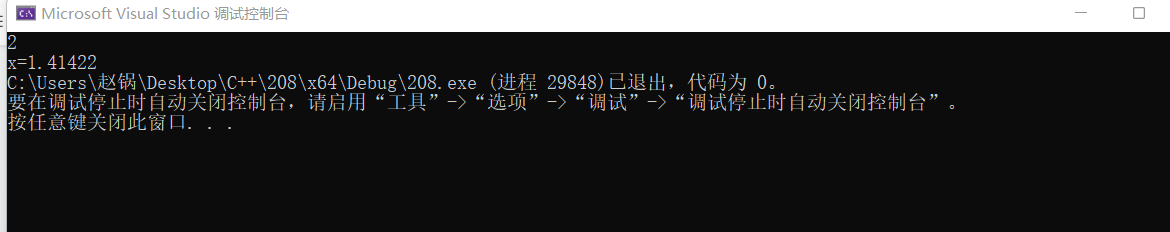 Microsoft Visual Studio 调试控制台
2
x=1.41422
C:\Users\赵锅\Desktop\C++\208\x64\Debug\208.exe (进程 29848)已退出，代码为 0。
要在调试停止时自动关闭控制台，请启用“工具”->“选项”->“调试”->“调试停止时自动关闭控制台”。
按任意键关闭此窗口. . .